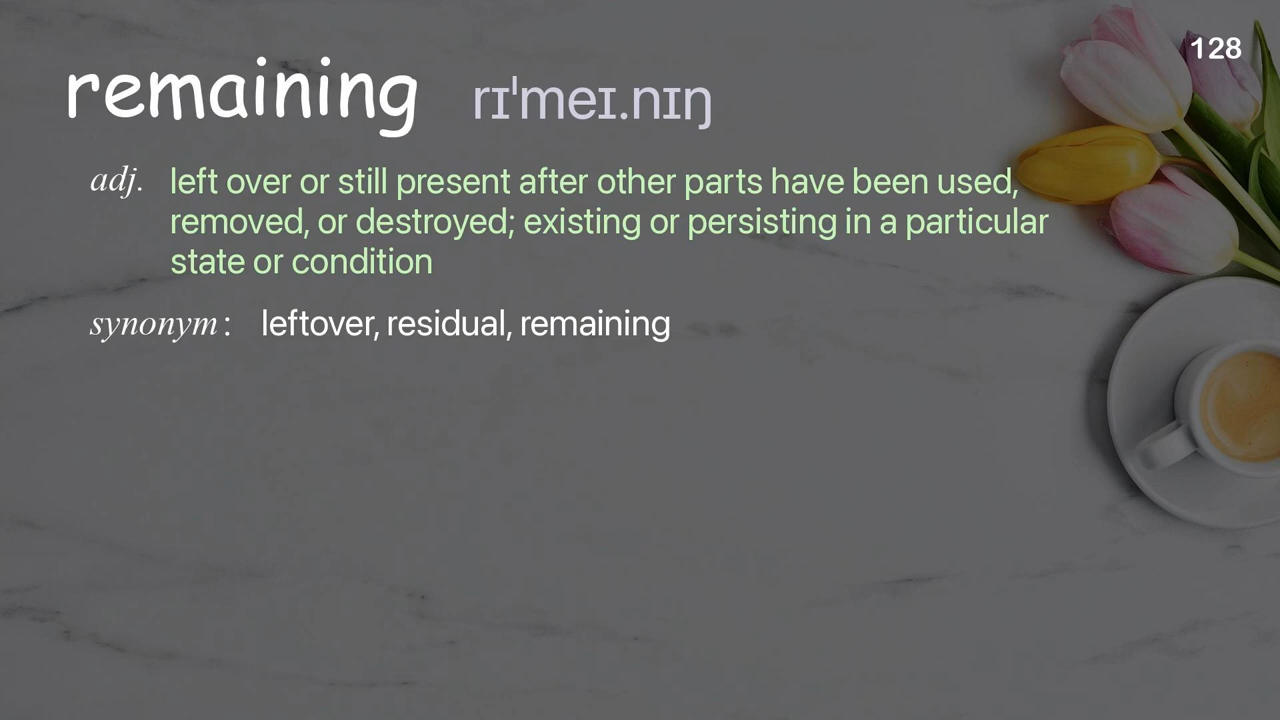 128
remaining rɪˈmeɪ.nɪŋ
adj. left over or still present after other parts have been used,
removed, or destroyed; existing or persisting in a particular
state or condition
synonym: leftover, residual, remaining